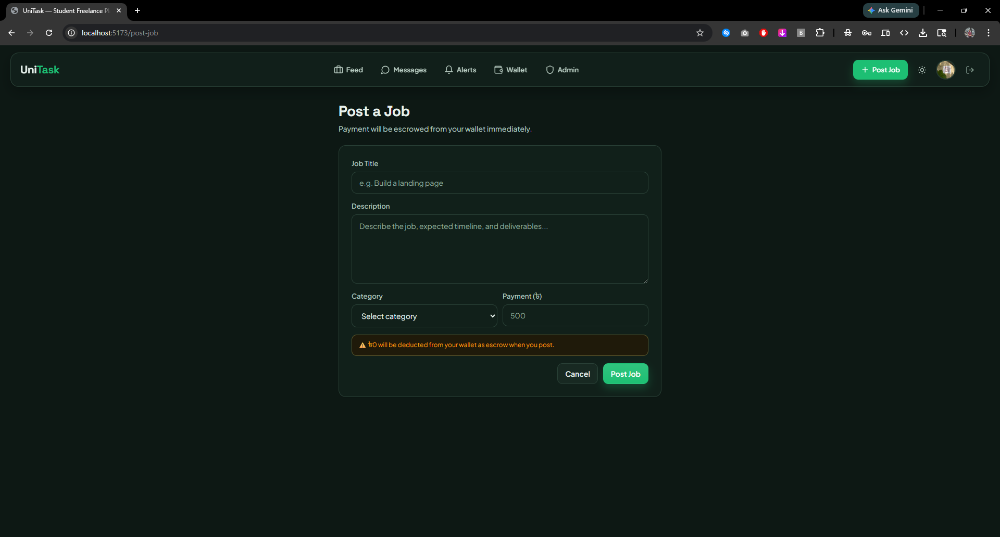 UniTask — Student Freelance Pl
Ask Gemini
localhost:5173/post-job
B
UniTask
Feed
Messages
Alerts
Wallet
Admin
+ Post Job
Post a Job
Payment will be escrowed from your wallet immediately.
Job Title
e.g. Build a landing page
Description
Describe the job, expected timeline, and deliverables...
Category
Payment (৳)
Select category
500
⚠ ৳0 will be deducted from your wallet as escrow when you post.
Cancel
Post Job